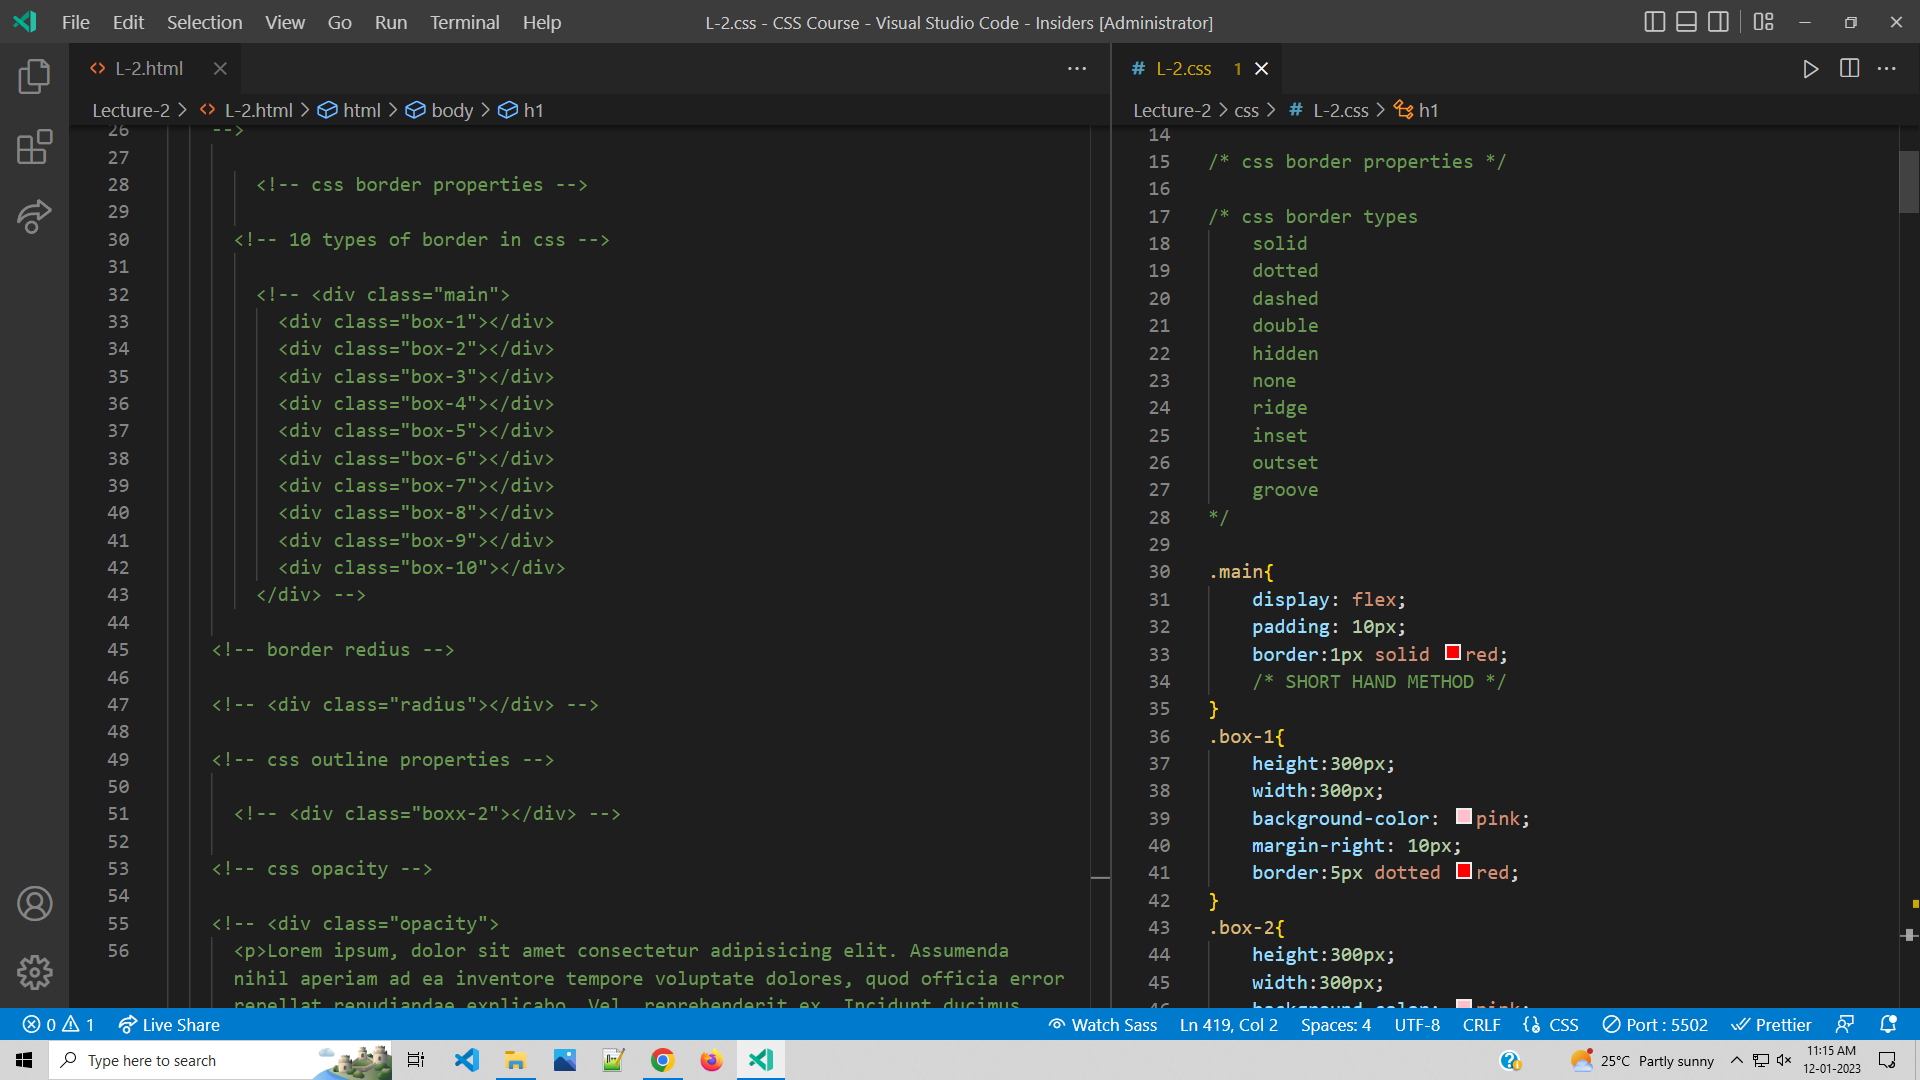 File Edit Selection View Go Run Terminal Help
L-2.css - CSS Course - Visual Studio Code - Insiders [Administrator]
L-2.html
Lecture-2 > L-2.html > html > body > h1
26 -->
27
28 <!-- css border properties -->
29
30 <!-- 10 types of border in css -->
31
32 <!-- <div class="main">
33 <div class="box-1"></div>
34 <div class="box-2"></div>
35 <div class="box-3"></div>
36 <div class="box-4"></div>
37 <div class="box-5"></div>
38 <div class="box-6"></div>
39 <div class="box-7"></div>
40 <div class="box-8"></div>
41 <div class="box-9"></div>
42 <div class="box-10"></div>
43 </div> -->
44
45 <!-- border redius -->
46
47 <!-- <div class="radius"></div> -->
48
49 <!-- css outline properties -->
50
51 <!-- <div class="boxx-2"></div> -->
52
53 <!-- css opacity -->
54
55 <!-- <div class="opacity">
56 <p>Lorem ipsum, dolor sit amet consectetur adipisicing elit. Assumenda
nihil aperiam ad ea inventore tempore voluptate dolores, quod officia error
repellat repudiandae explicabo. Vel, reprehenderit ex. Incidunt ducimus
# L-2.css 1
Lecture-2 > css > # L-2.css > h1
14
15 /* css border properties */
16
17 /* css border types
18 solid
19 dotted
20 dashed
21 double
22 hidden
23 none
24 ridge
25 inset
26 outset
27 groove
28 */
29
30 .main{
31 display: flex;
32 padding: 10px;
33 border:1px solid red;
34 /* SHORT HAND METHOD */
35 }
36 .box-1{
37 height:300px;
38 width:300px;
39 background-color: pink;
40 margin-right: 10px;
41 border:5px dotted red;
42 }
43 .box-2{
44 height:300px;
45 width:300px;
46 background-color: pink;
0 1 Live Share
Watch Sass Ln 419, Col 2 Spaces: 4 UTF-8 CRLF CSS Port : 5502 Prettier
Type here to search
25°C Partly sunny
11:15 AM
12-01-2023